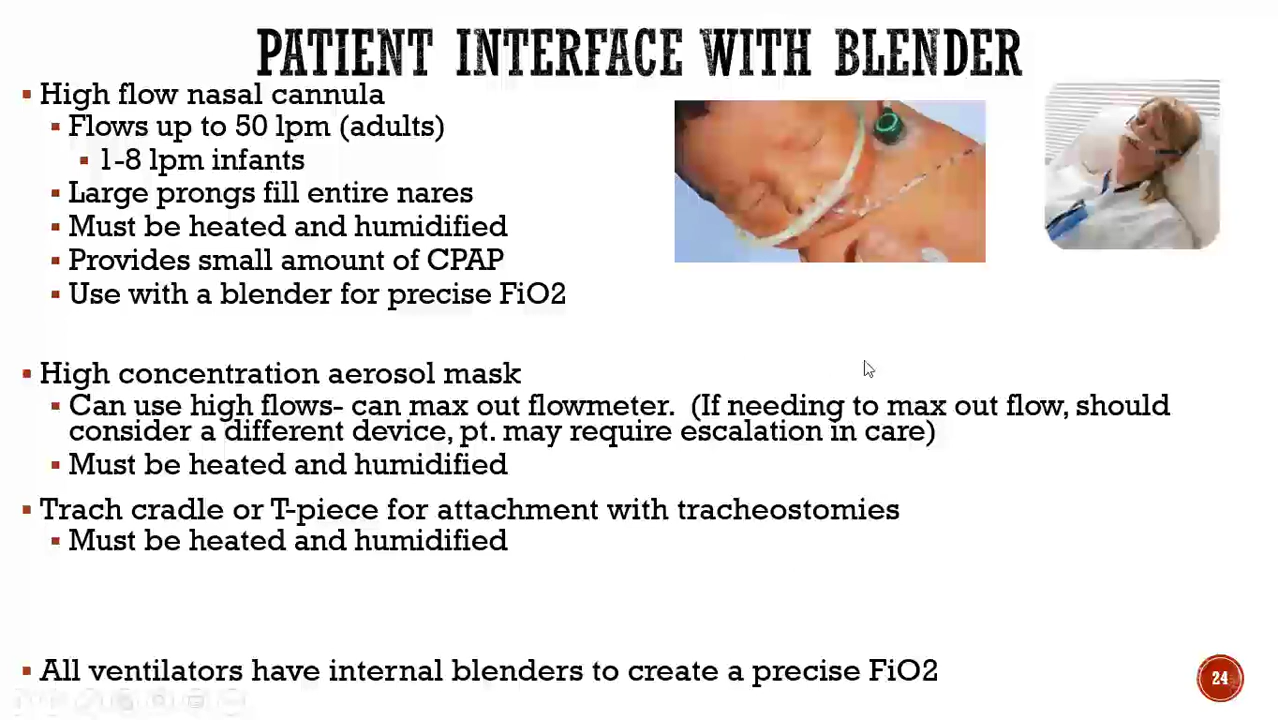 PATIENT INTERFACE WITH BLENDER
▪ High flow nasal cannula
▪ Flows up to 50 lpm (adults)
▪ 1-8 lpm infants
▪ Large prongs fill entire nares
▪ Must be heated and humidified
▪ Provides small amount of CPAP
▪ Use with a blender for precise FiO2
▪ High concentration aerosol mask
▪ Can use high flows- can max out flowmeter.  (If needing to max out flow, should
consider a different device, pt. may require escalation in care)
▪ Must be heated and humidified
▪ Trach cradle or T-piece for attachment with tracheostomies
▪ Must be heated and humidified
▪ All ventilators have internal blenders to create a precise FiO2
24